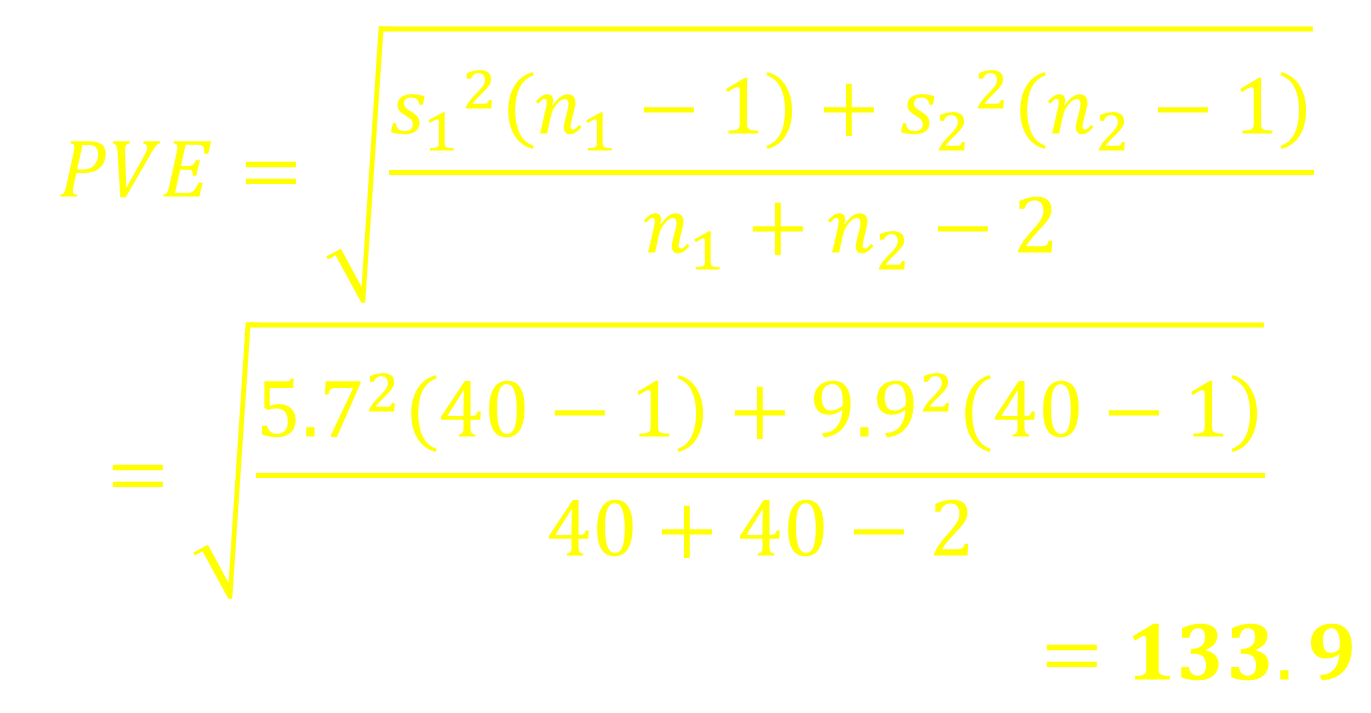 PVE = √((s₁²(n₁ − 1) + s₂²(n₂ − 1)) / (n₁ + n₂ − 2))
= √((5.7²(40 − 1) + 9.9²(40 − 1)) / (40 + 40 − 2))
= 133.9